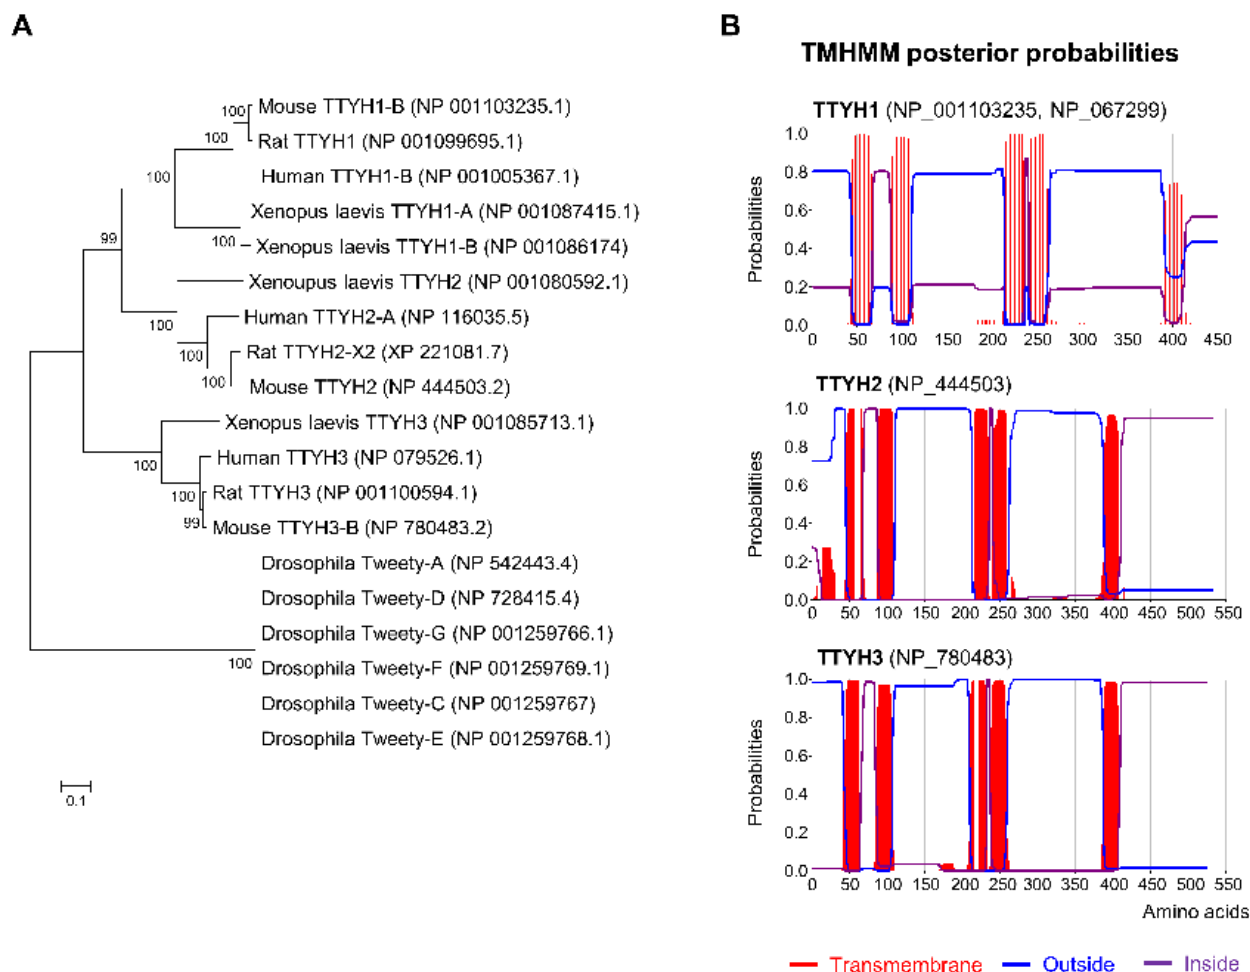 A
Mouse TTYH1-B (NP 001103235.1)
Rat TTYH1 (NP 001099695.1)
Human TTYH1-B (NP 001005367.1)
Xenopus laevis TTYH1-A (NP 001087415.1)
Xenopus laevis TTYH1-B (NP 001086174)
Xenoupus laevis TTYH2 (NP 001080592.1)
Human TTYH2-A (NP 116035.5)
Rat TTYH2-X2 (XP 221081.7)
Mouse TTYH2 (NP 444503.2)
Xenopus laevis TTYH3 (NP 001085713.1)
Human TTYH3 (NP 079526.1)
Rat TTYH3 (NP 001100594.1)
Mouse TTYH3-B (NP 780483.2)
Drosophila Tweety-A (NP 542443.4)
Drosophila Tweety-D (NP 728415.4)
Drosophila Tweety-G (NP 001259766.1)
Drosophila Tweety-F (NP 001259769.1)
Drosophila Tweety-C (NP 001259767)
Drosophila Tweety-E (NP 001259768.1)
100
100
100
100
99
100
100
100
100
100
99
100
0.1
B
TMHMM posterior probabilities
TTYH1 (NP_001103235, NP_067299)
Probabilities
1.0
0.8
0.6
0.4
0.2
0.0
0 50 100 150 200 250 300 350 400 450
TTYH2 (NP_444503)
Probabilities
1.0
0.8
0.6
0.4
0.2
0.0
0 50 100 150 200 250 300 350 400 450 500 550
TTYH3 (NP_780483)
Probabilities
1.0
0.8
0.6
0.4
0.2
0.0
0 50 100 150 200 250 300 350 400 450 500 550
Amino acids
Transmembrane Outside Inside